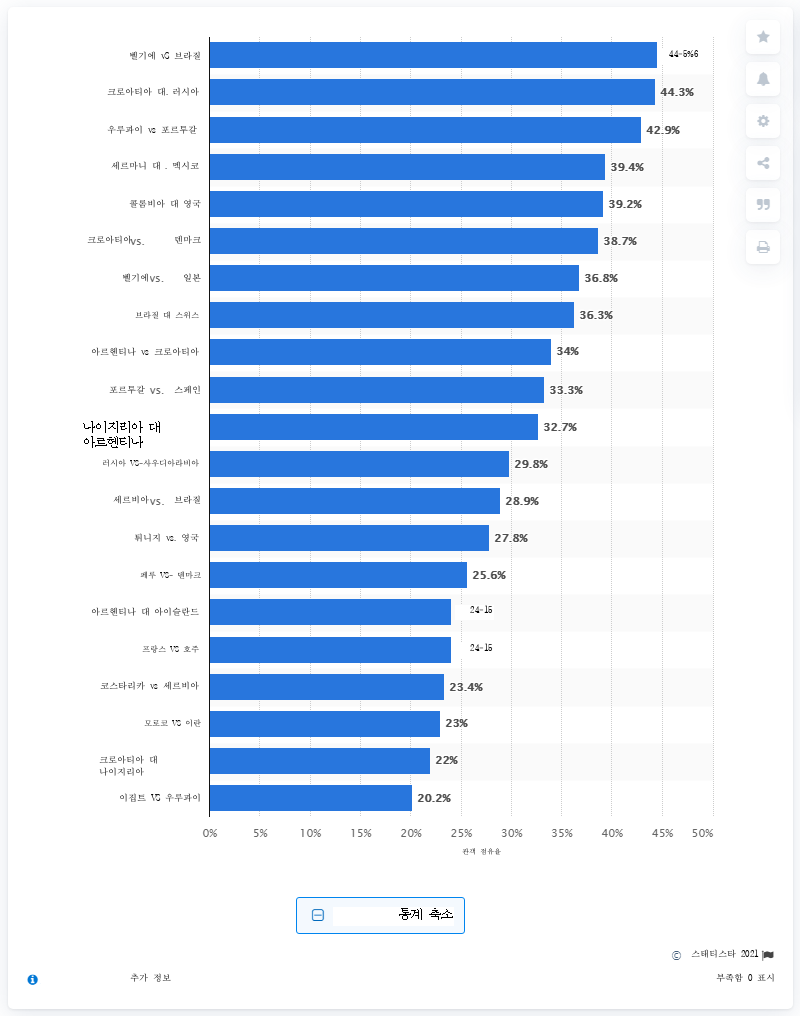 벨기에 vs 브라질 44-5%6
크로아티아 대. 러시아 44.3%
우루과이 vs 포르투갈 42.9%
세르마니 대 . 멕시코 39.4%
콜롬비아 대 영국 39.2%
크로아티아vs. 덴마크 38.7%
벨기에vs. 일본 36.8%
브라질 대 스위스 36.3%
아르헨티나 vs 크로아티아 34%
포르투갈 vs. 스페인 33.3%
나이지리아 대
아르헨티나 32.7%
러시아 VS-사우디아라비아 29.8%
세르비아vs. 브라질 28.9%
튀니지 vs. 영국 27.8%
페루 VS- 덴마크 25.6%
아르헨티나 대 아이슬란드 24-15
프랑스 VS 호주 24-15
코스타리카 vs 세르비아 23.4%
모로코 VS 이란 23%
크로아티아 대
나이지리아 22%
이집트 VS 우루과이 20.2%
0% 5% 10% 15% 20% 25% 30% 35% 40% 45% 50%
관객 점유율
통계 축소
© 스태티스타 2021
추가 정보 부족함 0 표시